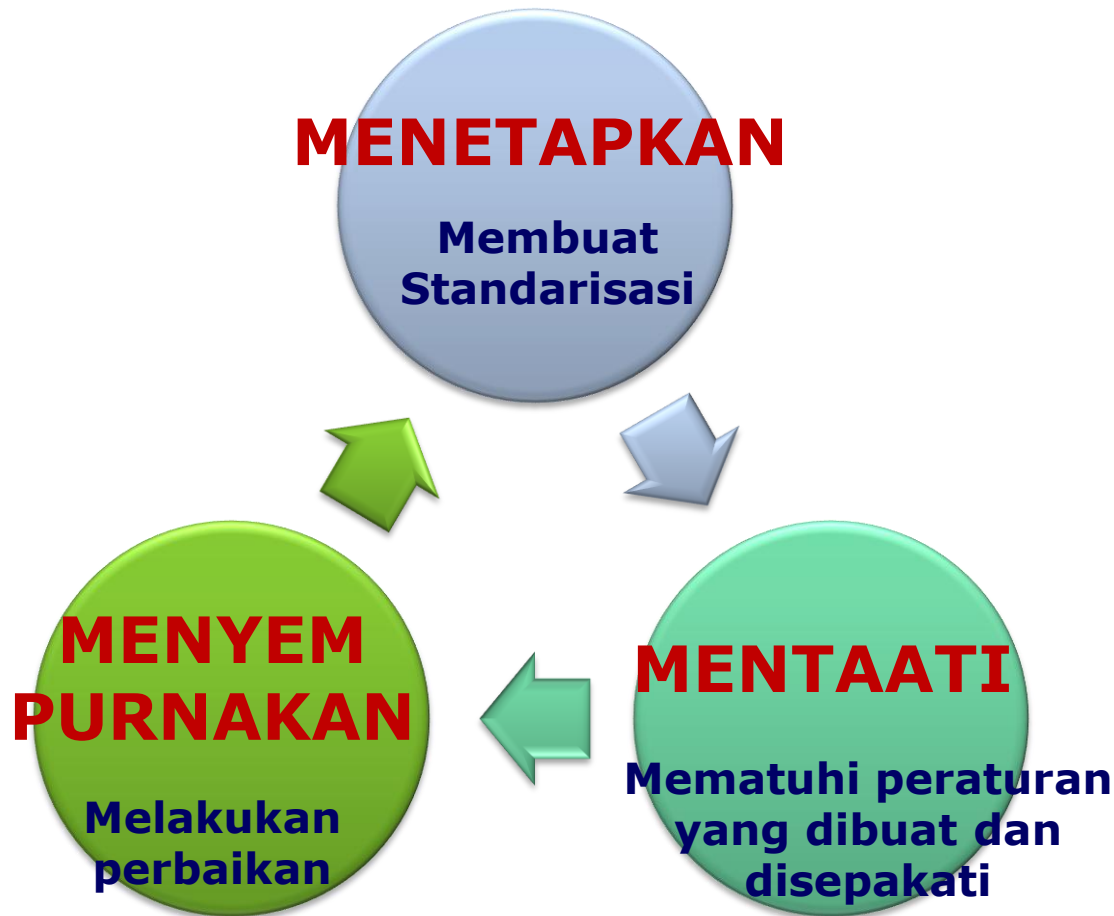 MENETAPKAN
Membuat
Standarisasi
MENYEM
PURNAKAN
Melakukan
perbaikan
MENTAATI
Mematuhi peraturan
yang dibuat dan
disepakati